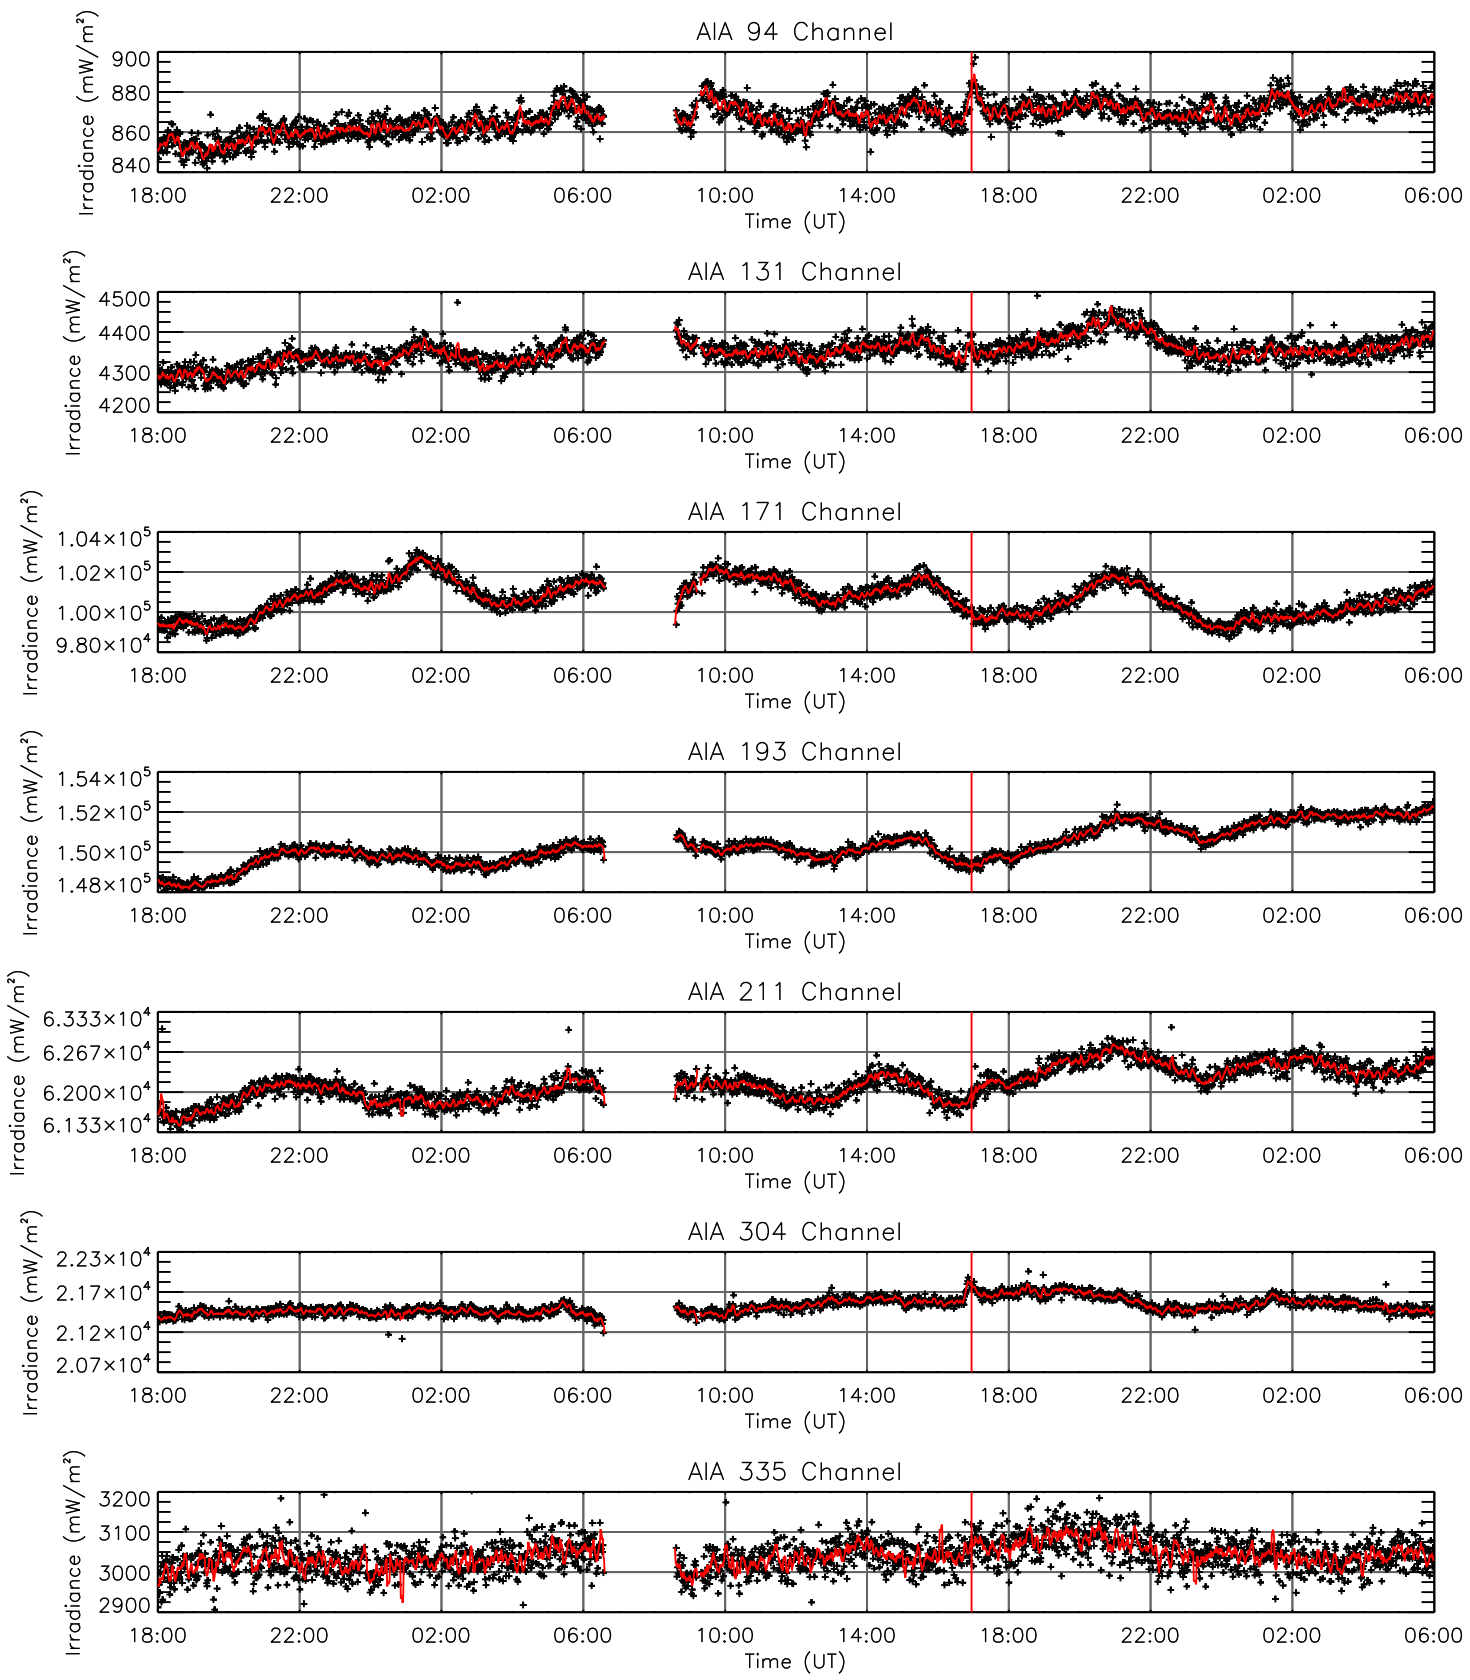 AIA 94 Channel
Irradiance (mW/m²)
900
880
860
840
18:00 22:00 02:00 06:00 10:00 14:00 18:00 22:00 02:00 06:00
Time (UT)
AIA 131 Channel
Irradiance (mW/m²)
4500
4400
4300
4200
18:00 22:00 02:00 06:00 10:00 14:00 18:00 22:00 02:00 06:00
Time (UT)
AIA 171 Channel
Irradiance (mW/m²)
1.04×10⁵
1.02×10⁵
1.00×10⁵
9.80×10⁴
18:00 22:00 02:00 06:00 10:00 14:00 18:00 22:00 02:00 06:00
Time (UT)
AIA 193 Channel
Irradiance (mW/m²)
1.54×10⁵
1.52×10⁵
1.50×10⁵
1.48×10⁵
18:00 22:00 02:00 06:00 10:00 14:00 18:00 22:00 02:00 06:00
Time (UT)
AIA 211 Channel
Irradiance (mW/m²)
6.333×10⁴
6.267×10⁴
6.200×10⁴
6.133×10⁴
18:00 22:00 02:00 06:00 10:00 14:00 18:00 22:00 02:00 06:00
Time (UT)
AIA 304 Channel
Irradiance (mW/m²)
2.23×10⁴
2.17×10⁴
2.12×10⁴
2.07×10⁴
18:00 22:00 02:00 06:00 10:00 14:00 18:00 22:00 02:00 06:00
Time (UT)
AIA 335 Channel
Irradiance (mW/m²)
3200
3100
3000
2900
18:00 22:00 02:00 06:00 10:00 14:00 18:00 22:00 02:00 06:00
Time (UT)